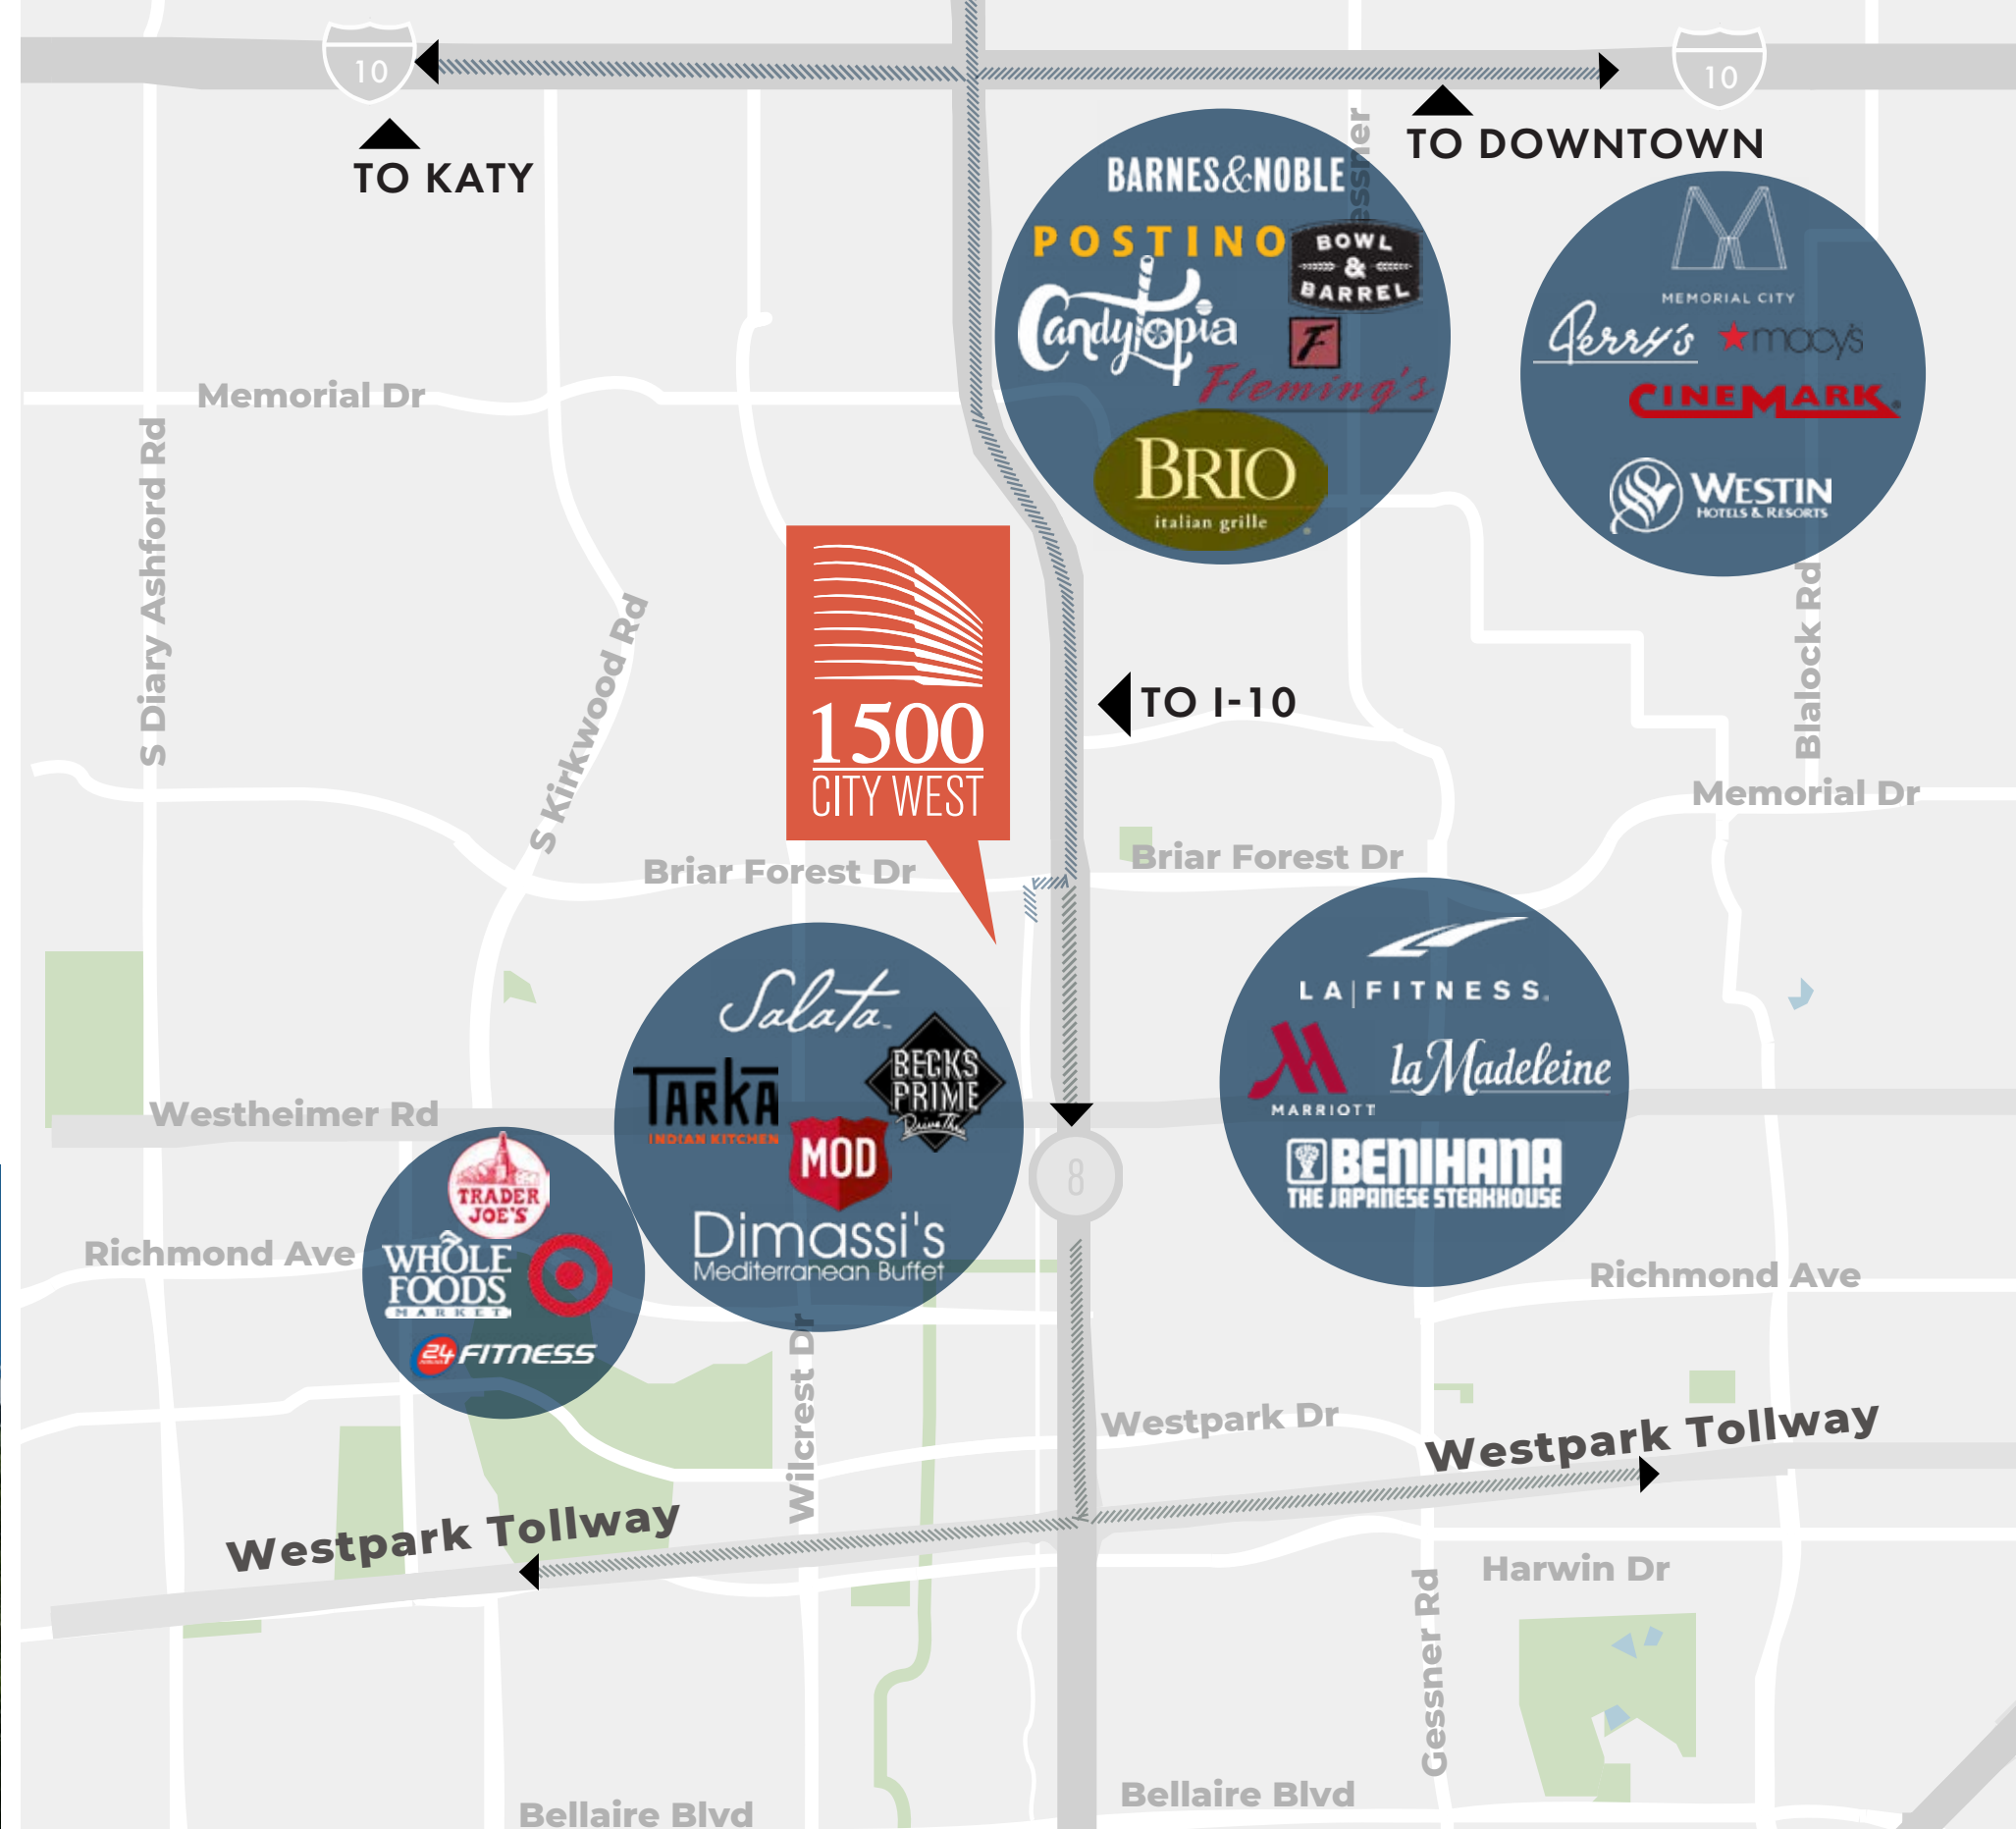 10
10
TO KATY
TO DOWNTOWN
essner
BARNES&NOBLE
POSTINO
BOWL
&
BARREL
Candytopia
F
Fleming's
BRIO
italian grille
MEMORIAL CITY
Perry's
macy's
CINEMARK
WESTIN
HOTELS & RESORTS
Memorial Dr
S Diary Ashford Rd
S Kirkwood Rd
1500
CITY WEST
TO I-10
Blalock Rd
Memorial Dr
Briar Forest Dr
Briar Forest Dr
Salata
TARKA
INDIAN KITCHEN
BECKS
PRIME
Drive Thru
MOD
Dimassi's
Mediterranean Buffet
LA|FITNESS.
MARRIOTT
la Madeleine
BENIHANA
THE JAPANESE STEAKHOUSE
Westheimer Rd
8
TRADER
JOE'S
WHOLE
FOODS
MARKET
24
FITNESS
Richmond Ave
Richmond Ave
Wilcrest Dr
Westpark Dr
Westpark Tollway
Westpark Tollway
Harwin Dr
Gessner Rd
Bellaire Blvd
Bellaire Blvd